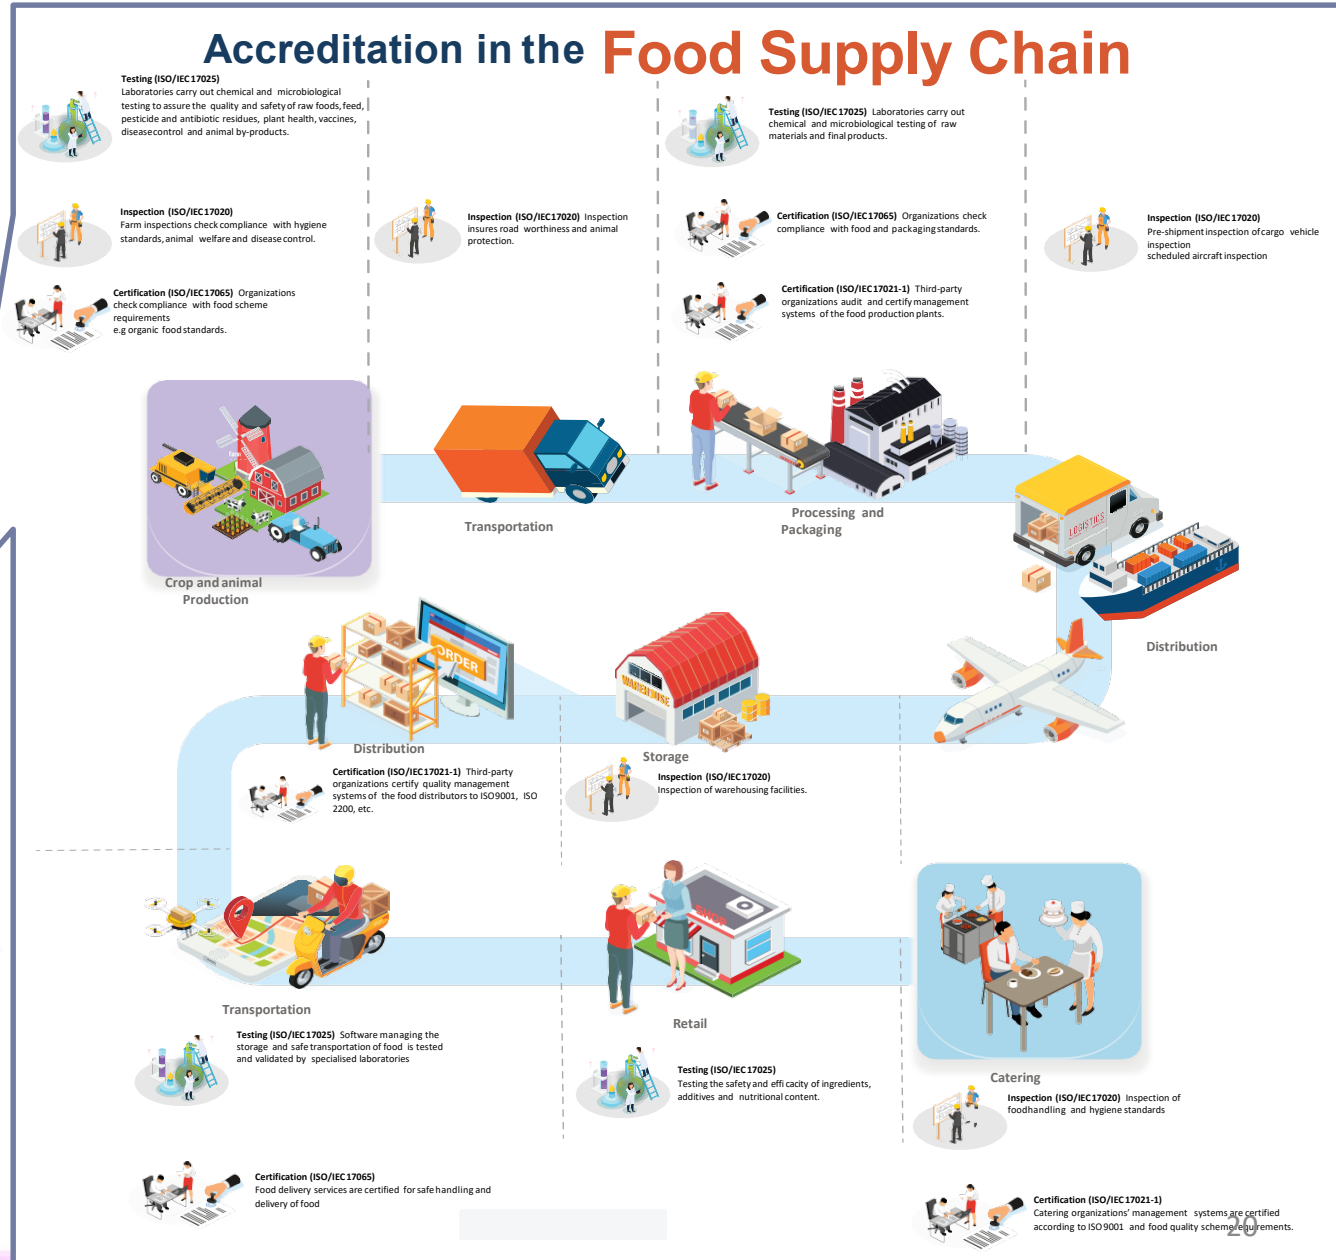 Accreditation in the Food Supply Chain
Testing (ISO/IEC 17025)
Laboratories carry out chemical and microbiological
testing to assure the quality and safety of raw foods, feed,
pesticide and antibiotic residues, plant health, vaccines,
disease control and animal by-products.
Inspection (ISO/IEC 17020)
Farm inspections check compliance with hygiene
standards, animal welfare and disease control.
Certification (ISO/IEC 17065) Organizations
check compliance with food scheme
requirements
e.g organic food standards.
Inspection (ISO/IEC 17020) Inspection
insures road worthiness and animal
protection.
Testing (ISO/IEC 17025) Laboratories carry out
chemical and microbiological testing of raw
materials and final products.
Certification (ISO/IEC 17065) Organizations check
compliance with food and packaging standards.
Certification (ISO/IEC 17021-1) Third-party
organizations audit and certify management
systems of the food production plants.
Inspection (ISO/IEC 17020)
Pre-shipment inspection of cargo vehicle
inspection
scheduled aircraft inspection
farm
Crop and animal
Production
Transportation
Processing and
Packaging
LOGISTICS
Distribution
ORDER
Distribution
WAREHOUSE
Storage
Certification (ISO/IEC 17021-1) Third-party
organizations certify quality management
systems of the food distributors to ISO9001, ISO
2200, etc.
Inspection (ISO/IEC 17020)
Inspection of warehousing facilities.
Transportation
SHOP
Retail
Catering
Testing (ISO/IEC 17025) Software managing the
storage and safe transportation of food is tested
and validated by specialised laboratories
Testing (ISO/IEC 17025)
Testing the safety and effi cacity of ingredients,
additives and nutritional content.
Inspection (ISO/IEC 17020) Inspection of
foodhandling and hygiene standards
Certification (ISO/IEC 17065)
Food delivery services are certified for safe handling and
delivery of food
Certification (ISO/IEC 17021-1)
Catering organizations' management systems are certified
according to ISO9001 and food quality scheme requirements.
20